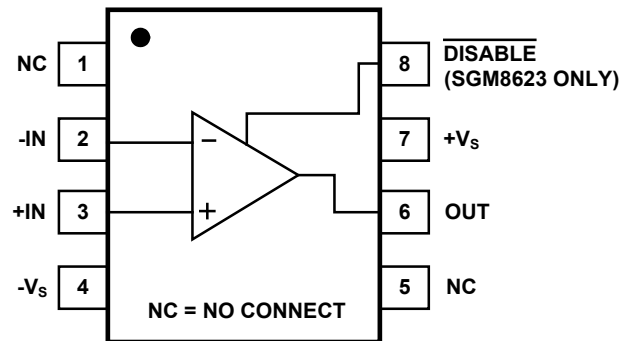 NC 1
-IN 2
+IN 3
-VS 4
8 DISABLE
(SGM8623 ONLY)
7 +VS
6 OUT
5 NC
−
+
NC = NO CONNECT